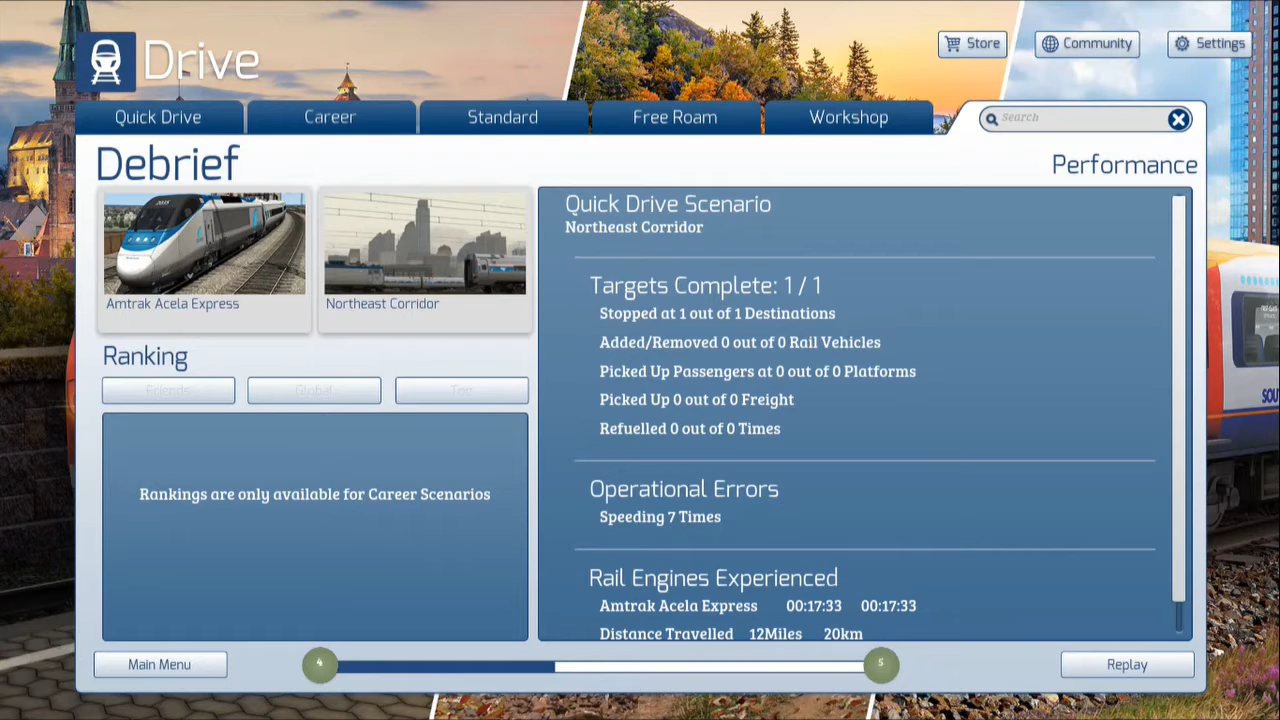 Drive
Store
Community
Settings
Quick Drive
Career
Standard
Free Roam
Workshop
Search
Debrief
Performance
Amtrak Acela Express
Northeast Corridor
Ranking
Friends
Global
Top
Rankings are only available for Career Scenarios
Quick Drive Scenario
Northeast Corridor
Targets Complete: 1 / 1
Stopped at 1 out of 1 Destinations
Added/Removed 0 out of 0 Rail Vehicles
Picked Up Passengers at 0 out of 0 Platforms
Picked Up 0 out of 0 Freight
Refuelled 0 out of 0 Times
Operational Errors
Speeding 7 Times
Rail Engines Experienced
Amtrak Acela Express 00:17:33 00:17:33
Distance Travelled 12Miles 20km
Main Menu
4
5
Replay
SOU